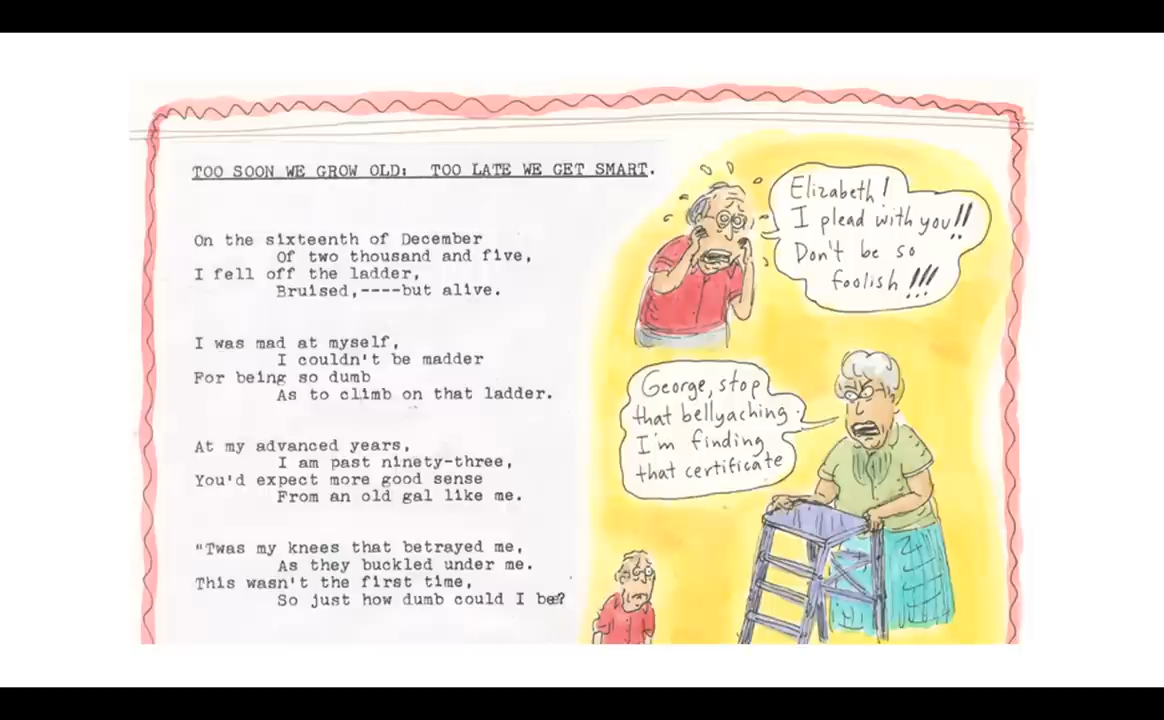 TOO SOON WE GROW OLD: TOO LATE WE GET SMART.
On the sixteenth of December
Of two thousand and five,
I fell off the ladder,
Bruised,----but alive.
I was mad at myself,
I couldn't be madder
For being so dumb
As to climb on that ladder.
At my advanced years,
I am past ninety-three,
You'd expect more good sense
From an old gal like me.
"Twas my knees that betrayed me,
As they buckled under me.
This wasn't the first time,
So just how dumb could I be?
Elizabeth!
I plead with you!!
Don't be so
foolish!!!
George, stop
that bellyaching.
I'm finding
that certificate